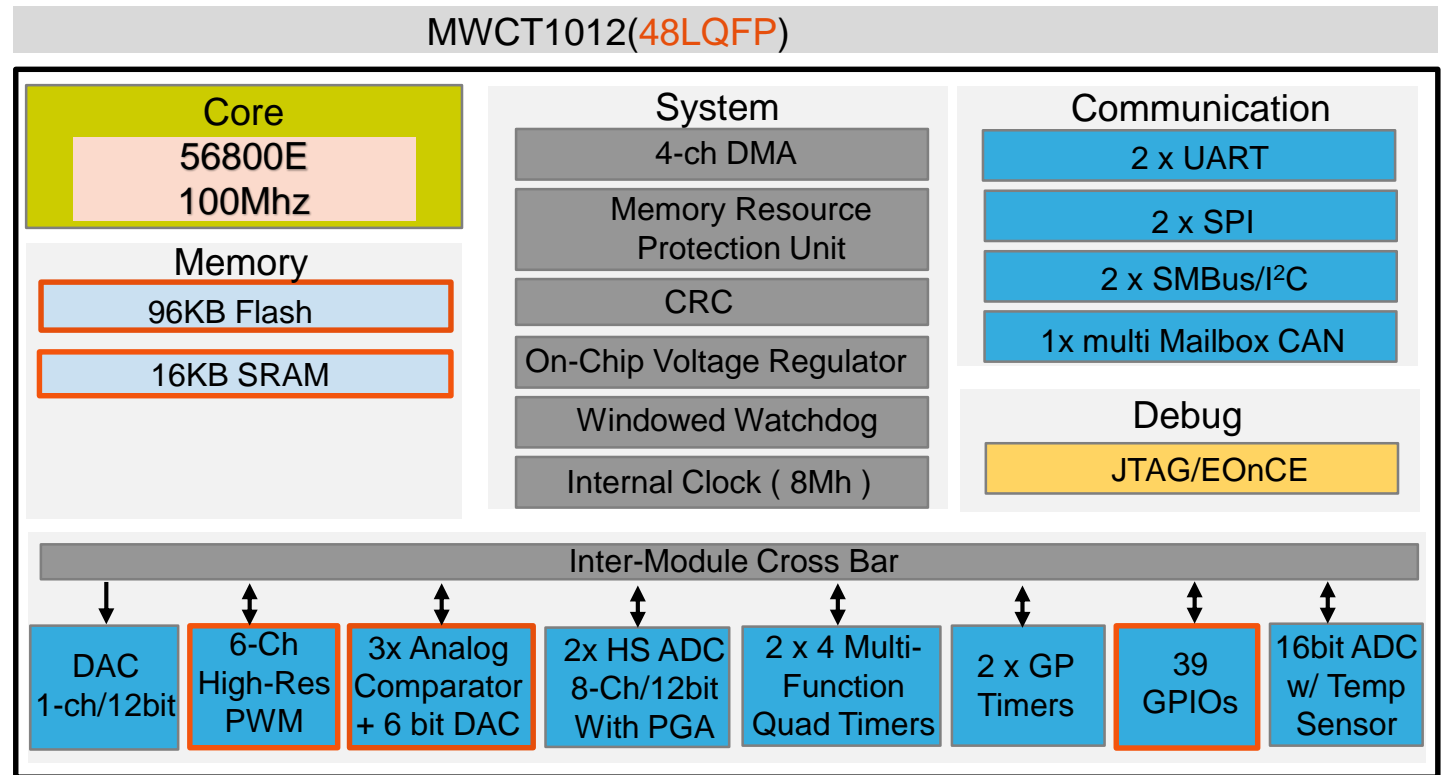 MWCT1012(48LQFP)
Core
56800E
100Mhz
Memory
96KB Flash
16KB SRAM
System
4-ch DMA
Memory Resource
Protection Unit
CRC
On-Chip Voltage Regulator
Windowed Watchdog
Internal Clock ( 8Mh )
Communication
2 x UART
2 x SPI
2 x SMBus/I²C
1x multi Mailbox CAN
Debug
JTAG/EOnCE
Inter-Module Cross Bar
DAC
1-ch/12bit
6-Ch
High-Res
PWM
3x Analog
Comparator
+ 6 bit DAC
2x HS ADC
8-Ch/12bit
With PGA
2 x 4 Multi-
Function
Quad Timers
2 x GP
Timers
39
GPIOs
16bit ADC
w/ Temp
Sensor